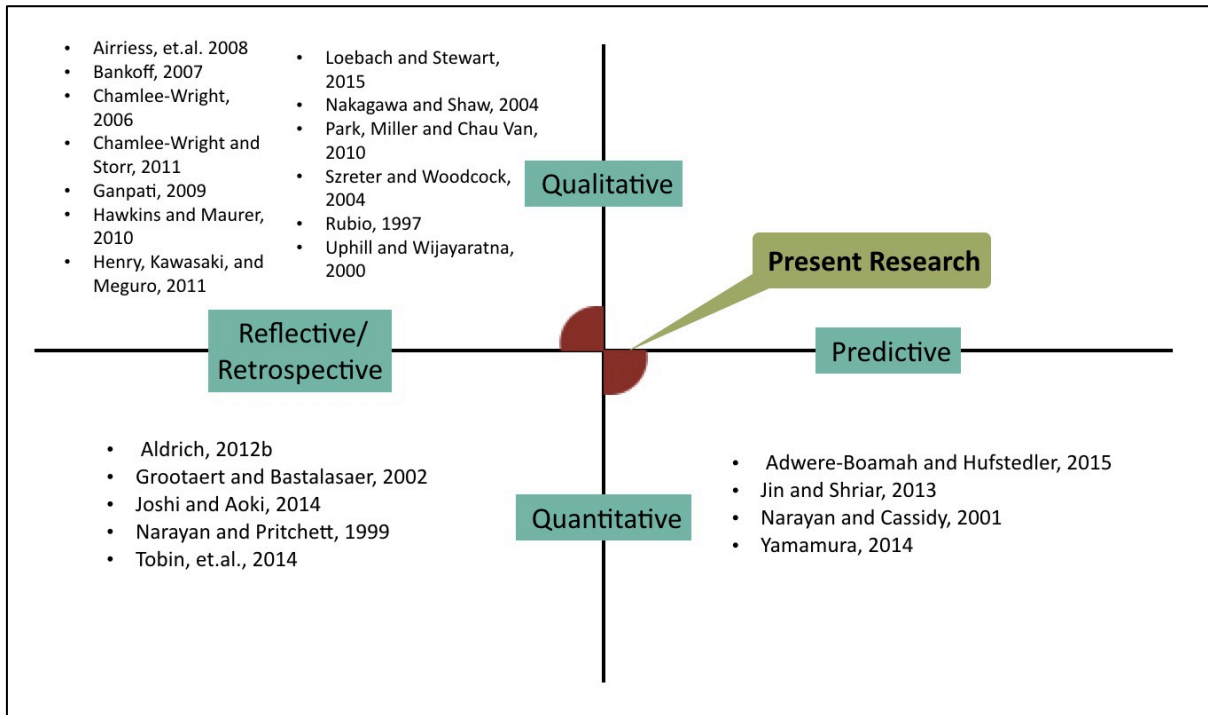 • Airriess, et.al. 2008
• Bankoff, 2007
• Chamlee-Wright,
2006
• Chamlee-Wright and
Storr, 2011
• Ganpati, 2009
• Hawkins and Maurer,
2010
• Henry, Kawasaki, and
Meguro, 2011
• Loebach and Stewart,
2015
• Nakagawa and Shaw, 2004
• Park, Miller and Chau Van,
2010
• Szreter and Woodcock,
2004
• Rubio, 1997
• Uphill and Wijayaratna,
2000
Qualitative
Present Research
Reflective/
Retrospective
Predictive
• Aldrich, 2012b
• Grootaert and Bastalasaer, 2002
• Joshi and Aoki, 2014
• Narayan and Pritchett, 1999
• Tobin, et.al., 2014
Quantitative
• Adwere-Boamah and Hufstedler, 2015
• Jin and Shriar, 2013
• Narayan and Cassidy, 2001
• Yamamura, 2014